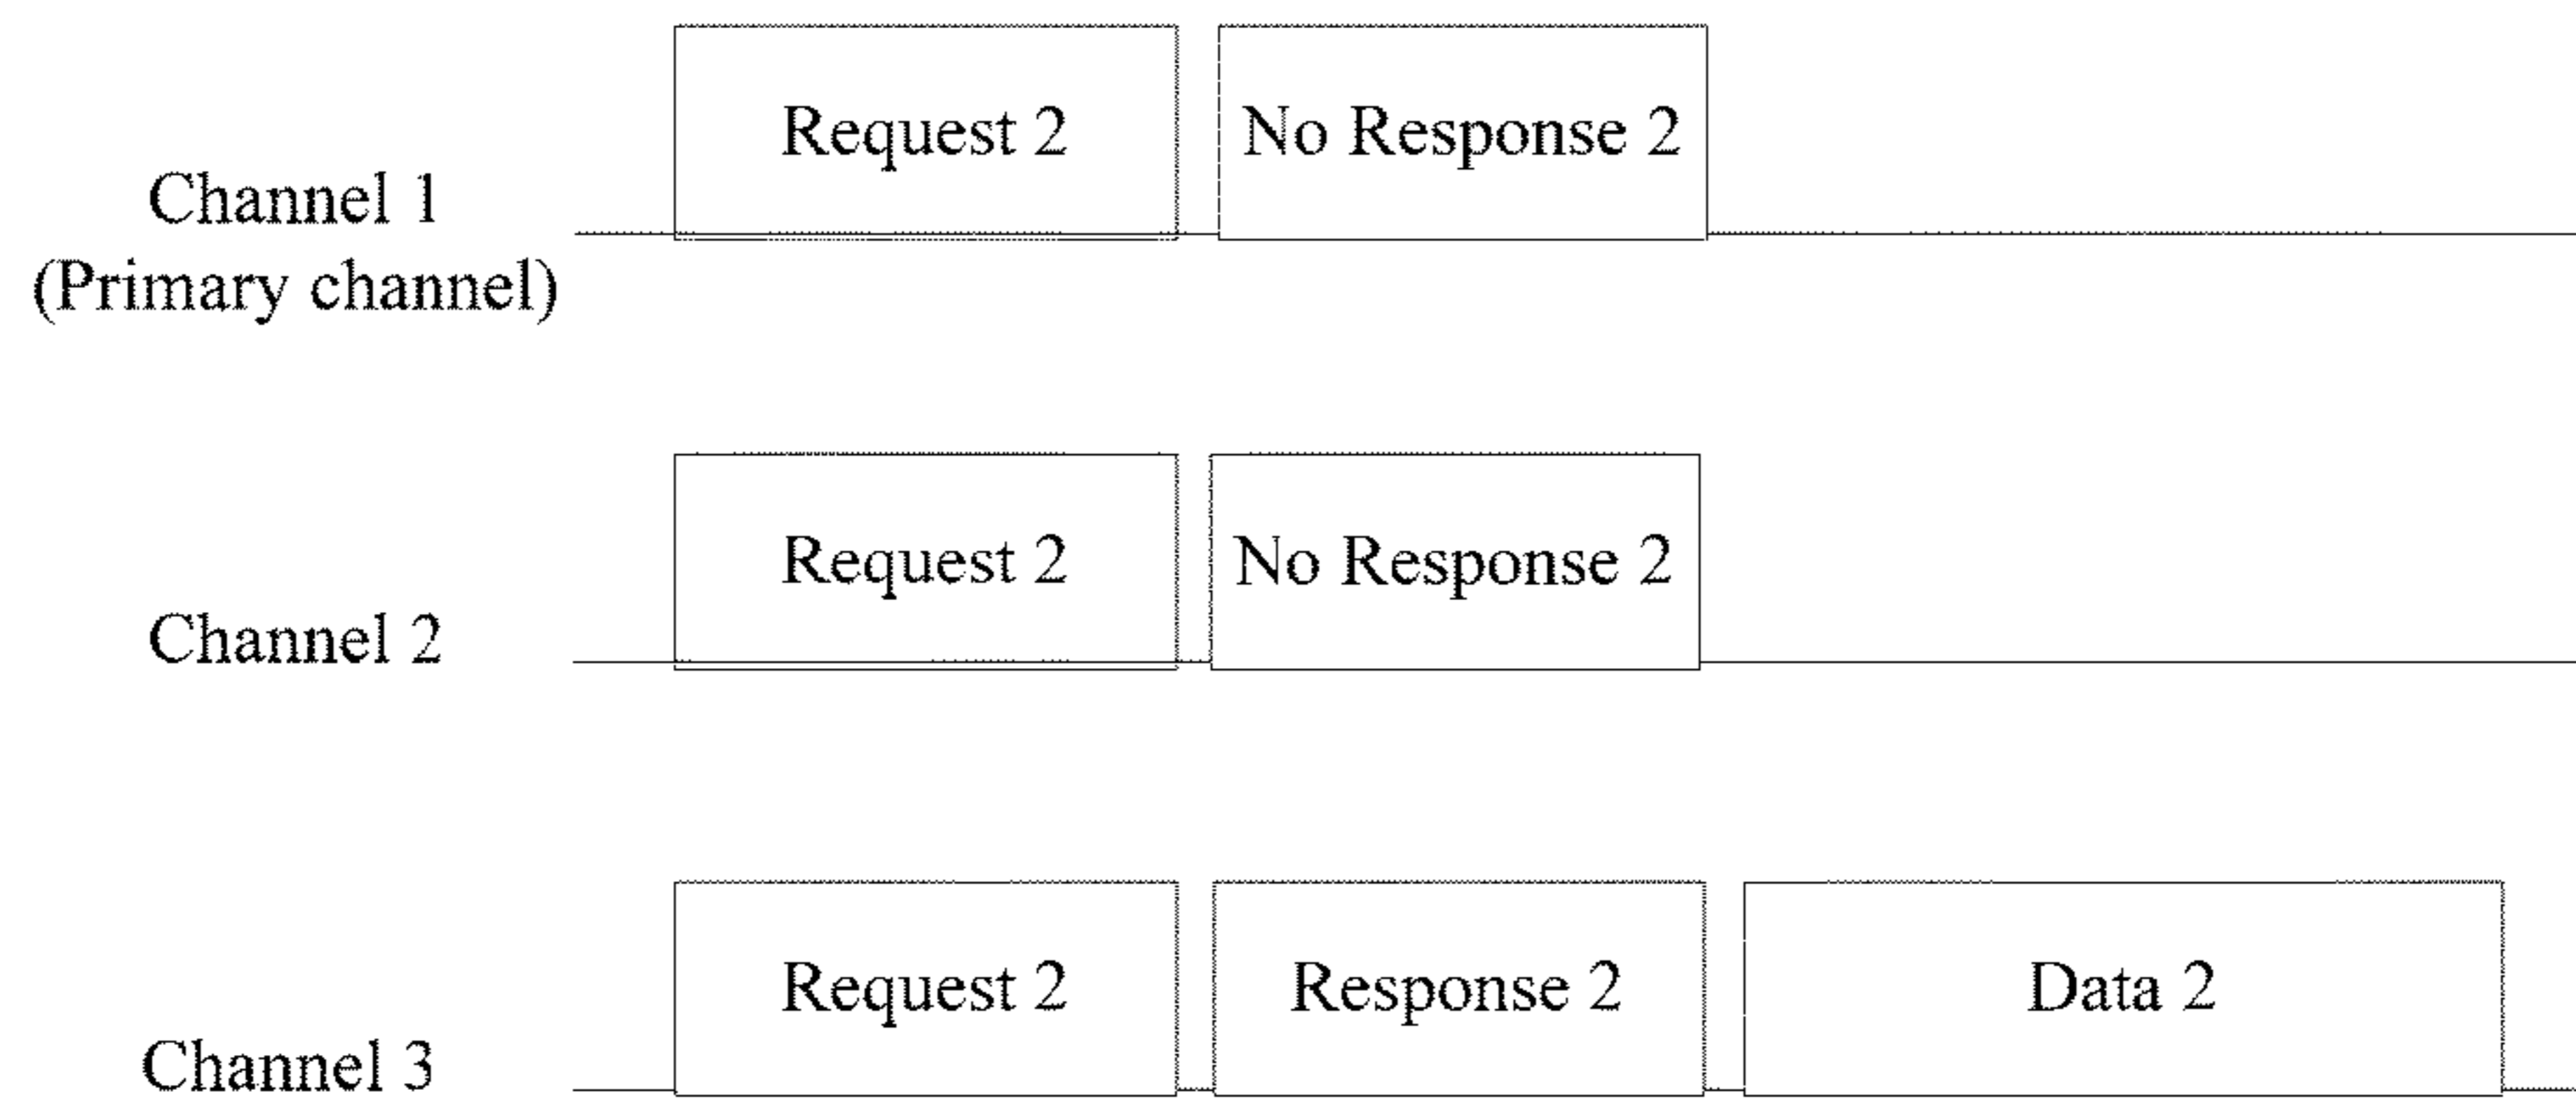 Request 2
No Response 2
Channel 1
(Primary channel)
Request 2
No Response 2
Channel 2
Request 2
Response 2
Data 2
Channel 3